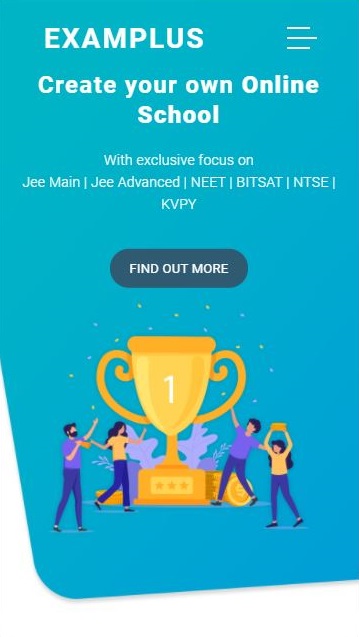 EXAMPLUS
Create your own Online
School
With exclusive focus on
Jee Main | Jee Advanced | NEET | BITSAT | NTSE |
KVPY
FIND OUT MORE
1